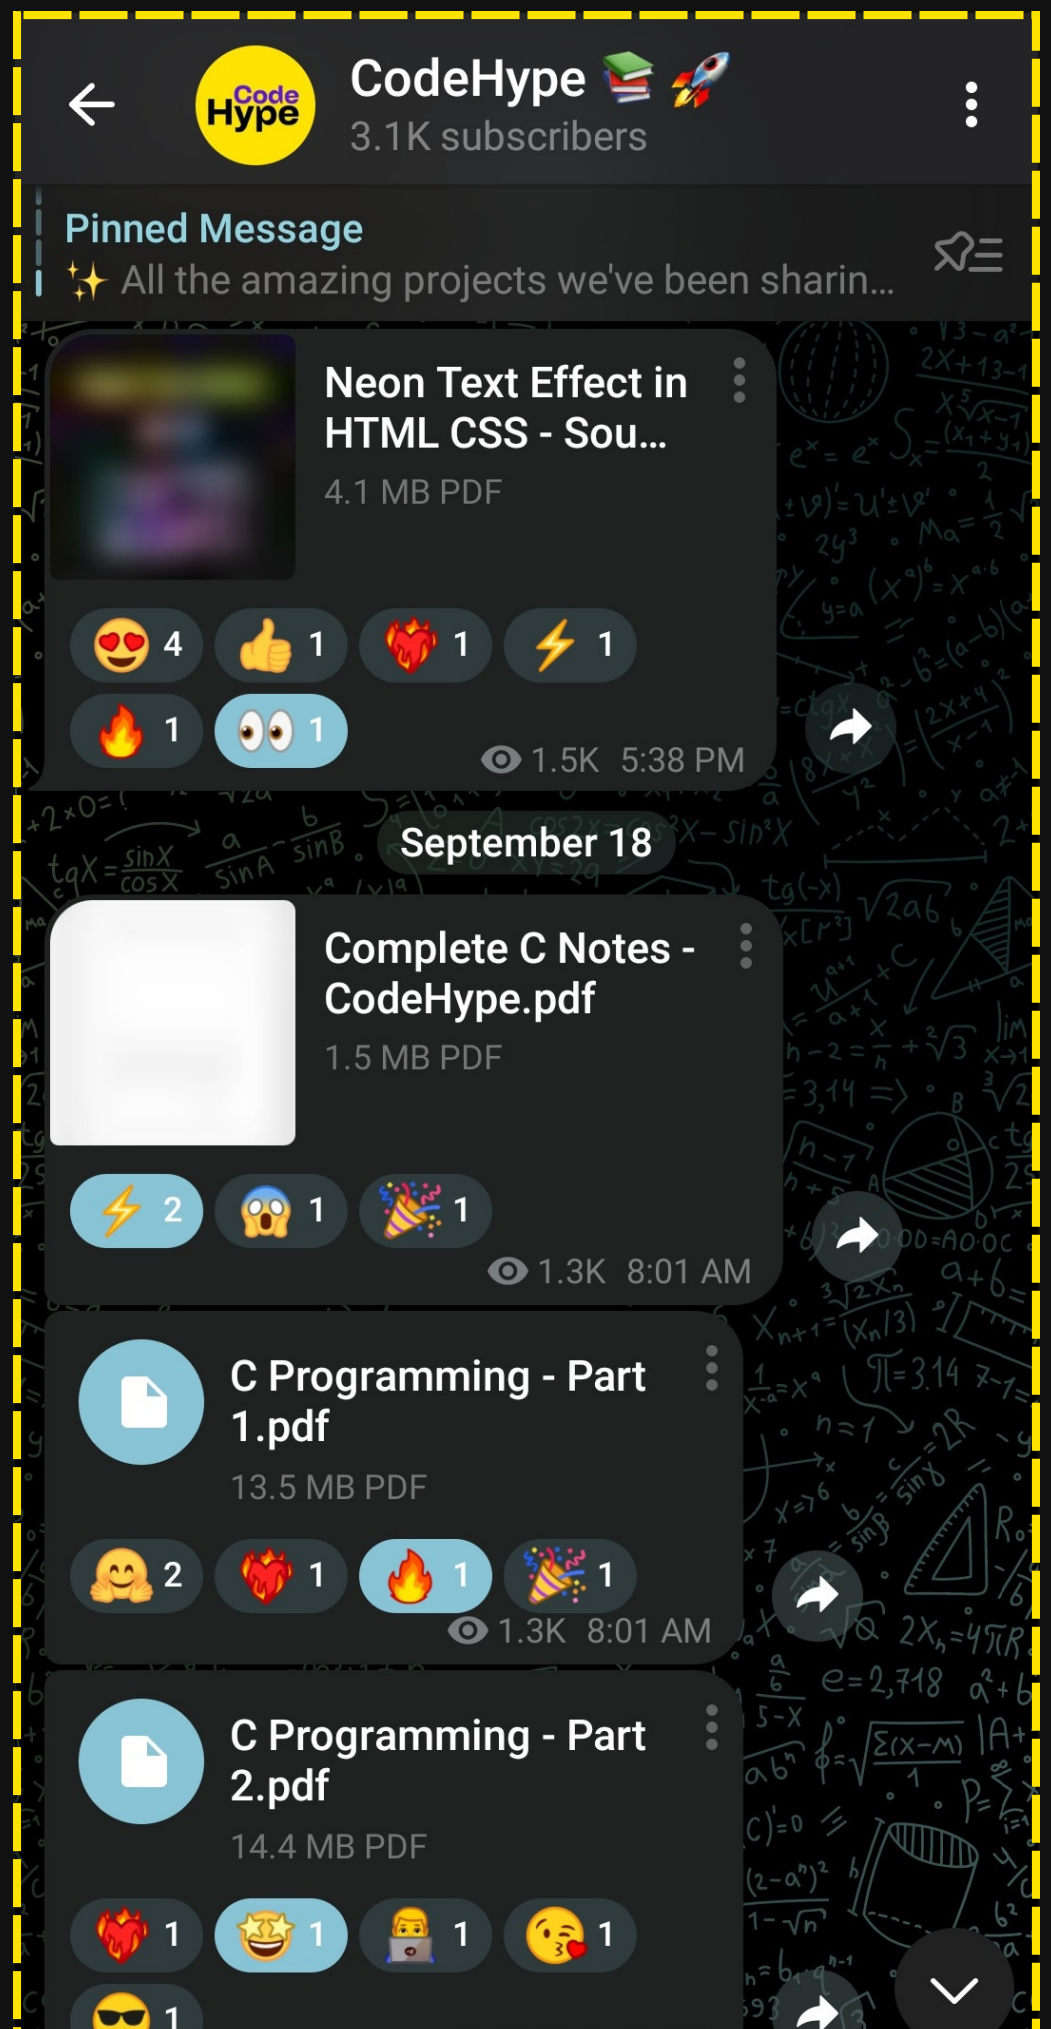 Code
Hype
CodeHype 📚 🚀
3.1K subscribers
Pinned Message
✨ All the amazing projects we've been sharin...
Neon Text Effect in
HTML CSS - Sou...
4.1 MB PDF
😍 4 👍 1 ❤️‍🔥 1 ⚡ 1
🔥 1 👀 1
1.5K 5:38 PM
September 18
Complete C Notes -
CodeHype.pdf
1.5 MB PDF
⚡ 2 😱 1 🎉 1
1.3K 8:01 AM
C Programming - Part
1.pdf
13.5 MB PDF
🤗 2 ❤️‍🔥 1 🔥 1 🎉 1
1.3K 8:01 AM
C Programming - Part
2.pdf
14.4 MB PDF
❤️‍🔥 1 🤩 1 👨‍💻 1 😘 1
😎 1